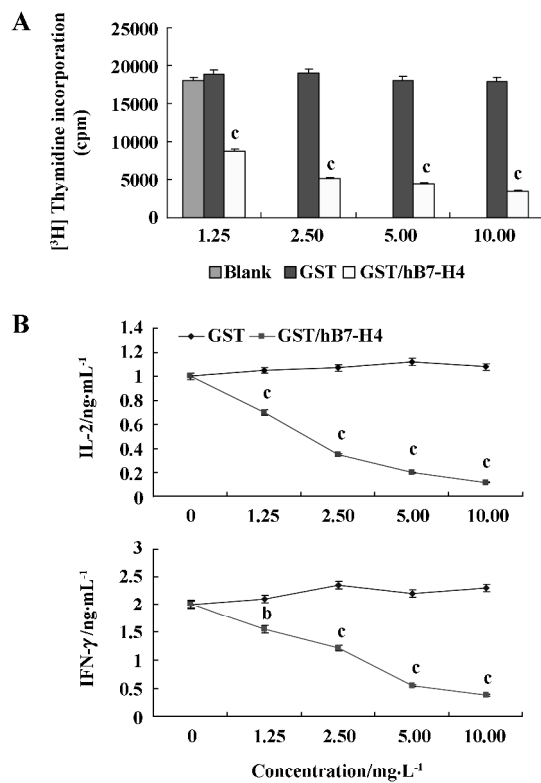 A
[³H] Thymidine incorporation
(cpm)
25000
20000
15000
10000
5000
0
c
c
c
c
1.25
2.50
5.00
10.00
Blank
GST
GST/hB7-H4
B
GST
GST/hB7-H4
IL-2/ng·mL⁻¹
1.4
1.2
1
0.8
0.6
0.4
0.2
0
c
c
c
c
0
1.25
2.50
5.00
10.00
IFN-γ/ng·mL⁻¹
3
2.5
2
1.5
1
0.5
0
b
c
c
c
0
1.25
2.50
5.00
10.00
Concentration/mg·L⁻¹